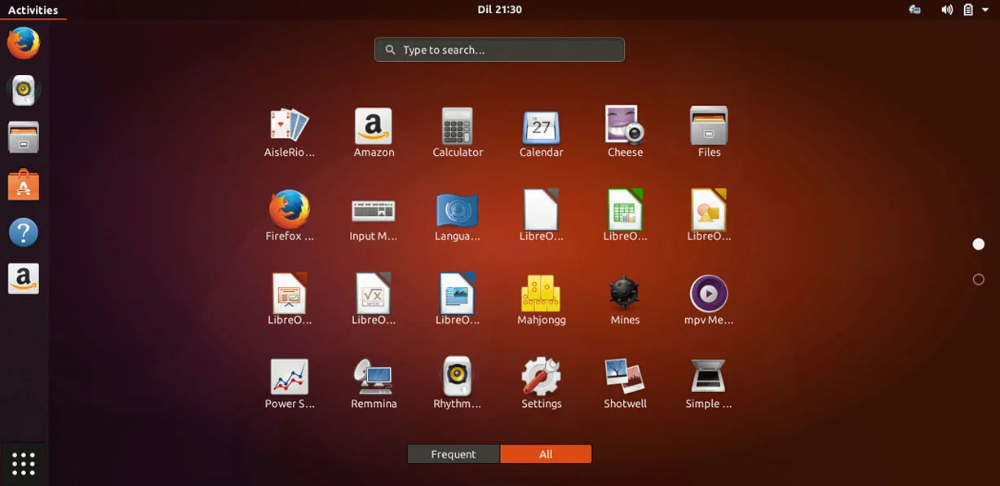 Activities
Dil 21:30
Type to search...
AisleRio...
Amazon
Calculator
Calendar
Cheese
Files
27
Firefox ...
Input M...
Langua...
LibreO...
LibreO...
LibreO...
LibreO...
LibreO...
LibreO...
Mahjongg
Mines
mpv Me...
Power S...
Remmina
Rhythm...
Settings
Shotwell
Simple ...
Frequent
All